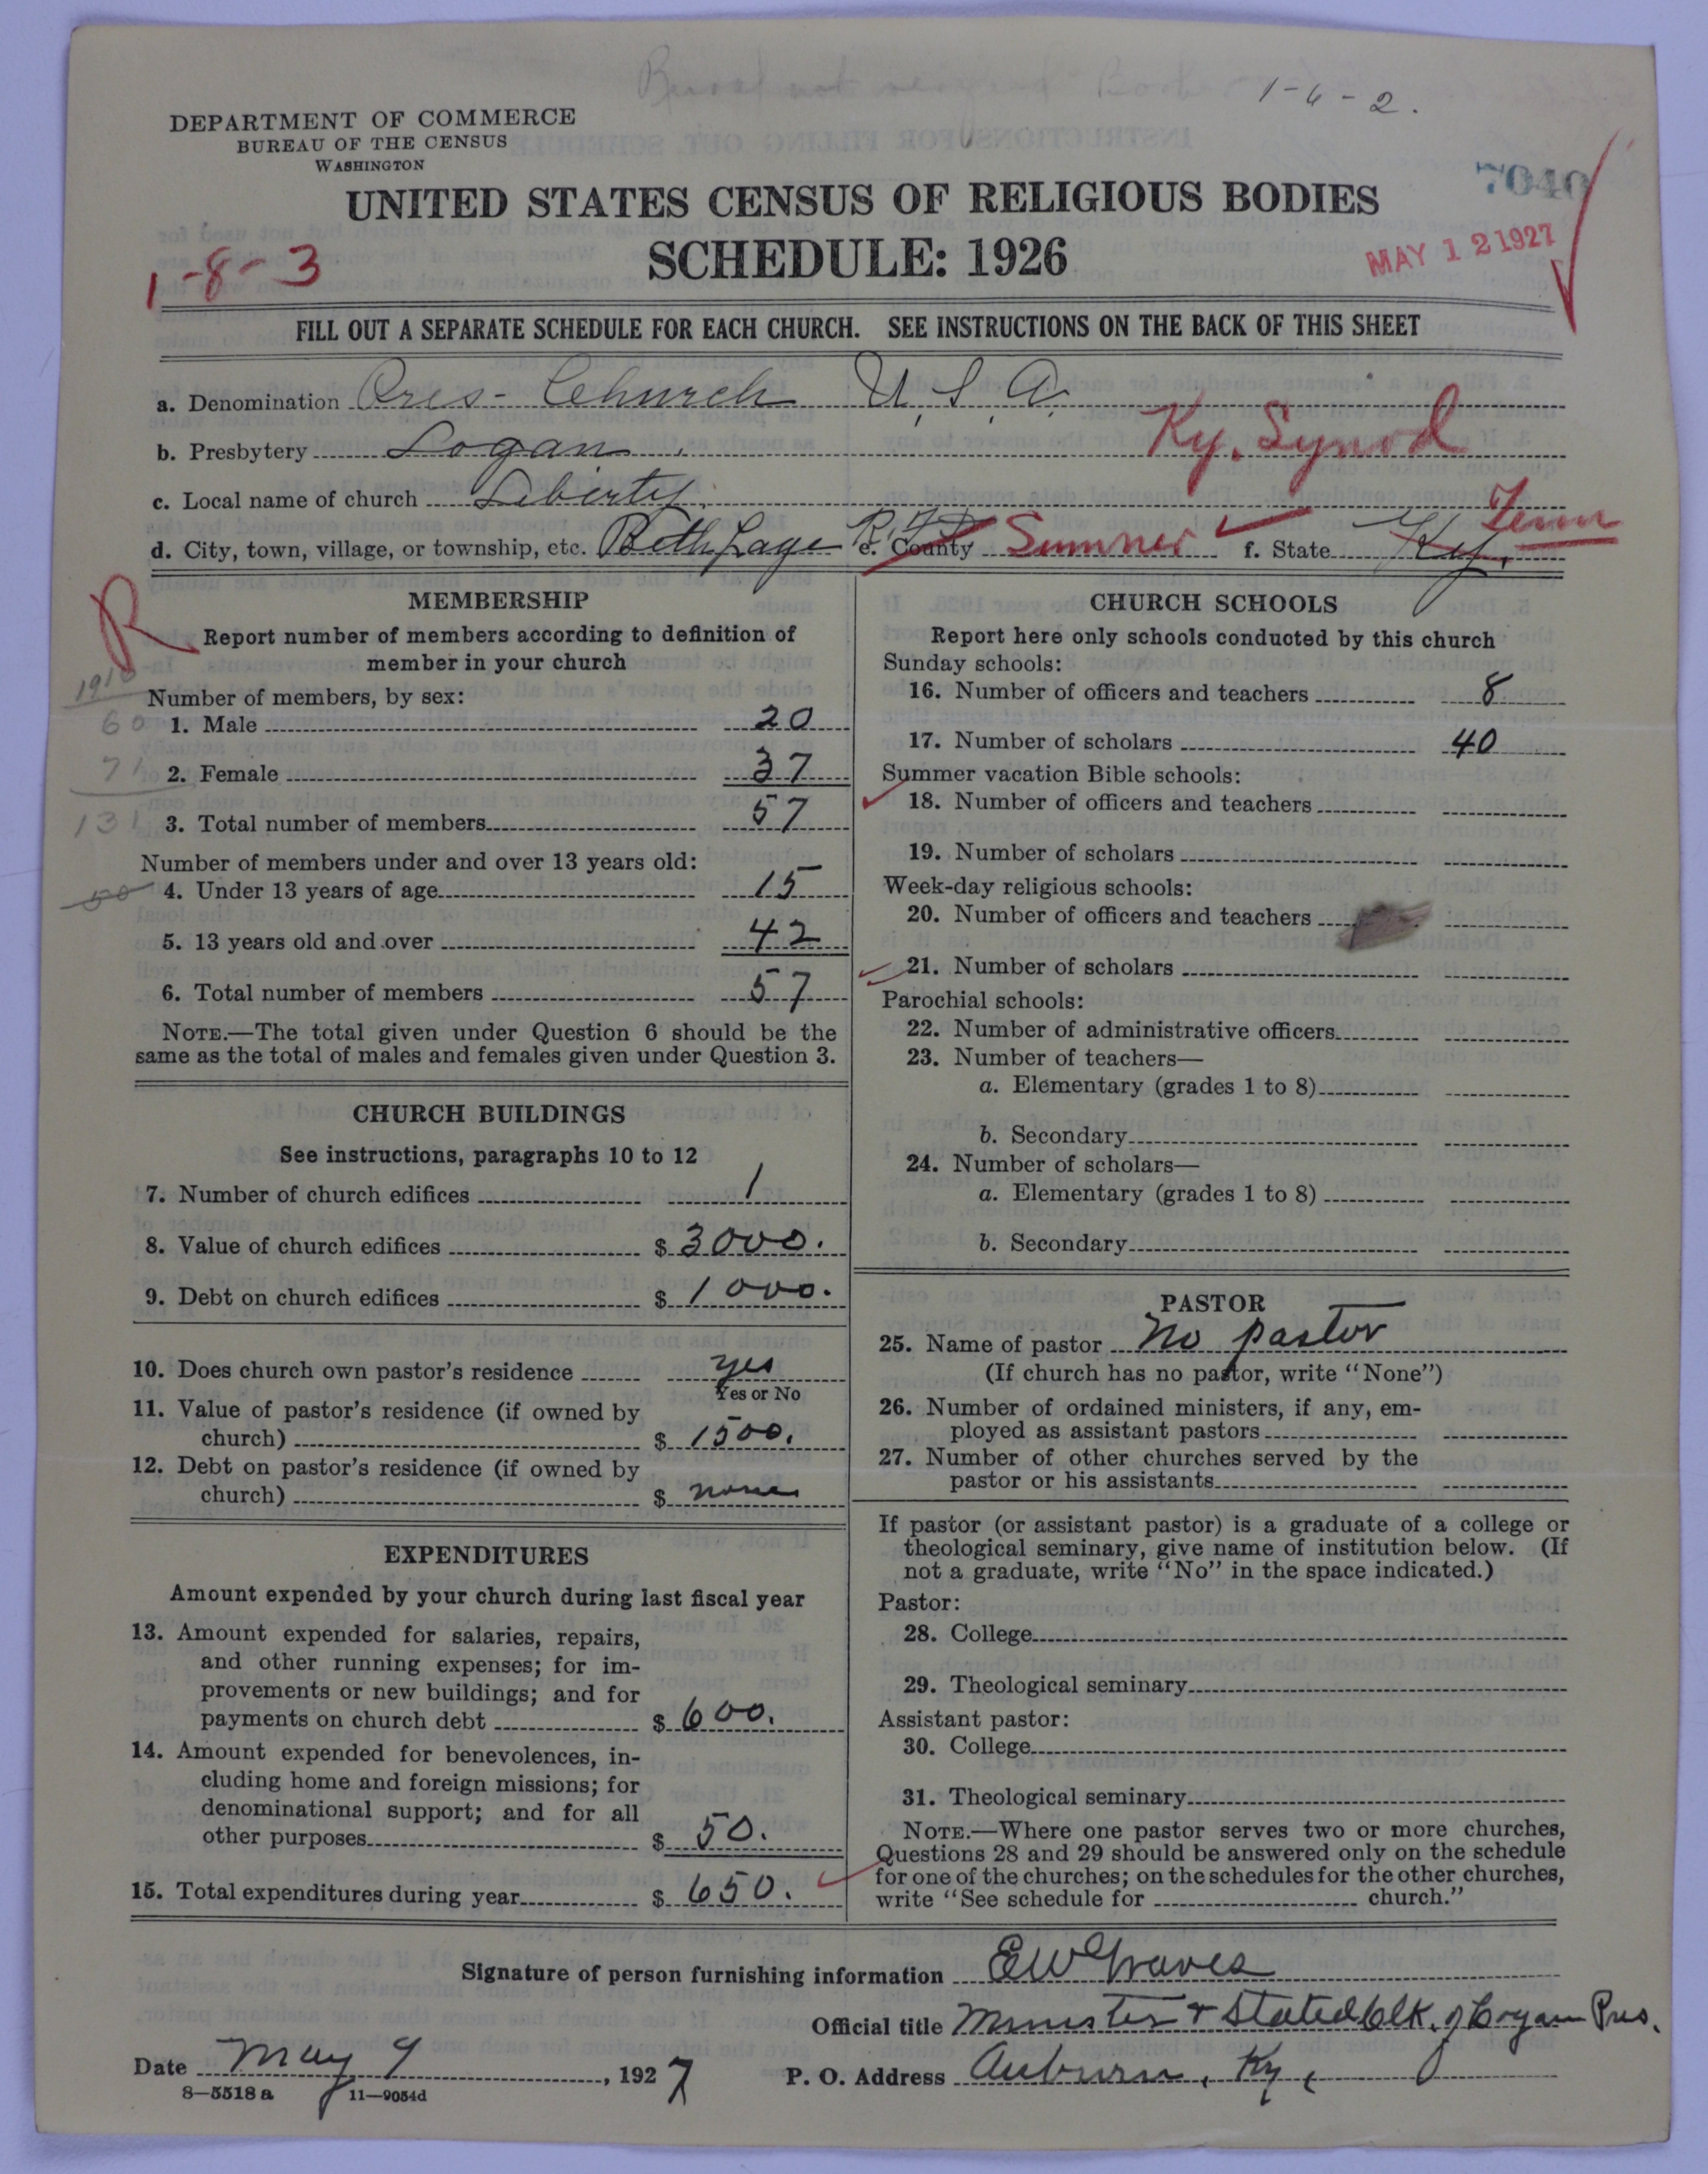 1-6-2.
DEPARTMENT OF COMMERCE
BUREAU OF THE CENSUS
WASHINGTON
7040
UNITED STATES CENSUS OF RELIGIOUS BODIES
SCHEDULE: 1926
MAY 12 1927
1-8-3
FILL OUT A SEPARATE SCHEDULE FOR EACH CHURCH. SEE INSTRUCTIONS ON THE BACK OF THIS SHEET
a. Denomination Pres- Church U.S.A.
b. Presbytery Logan. Ky. Synod
c. Local name of church Liberty.
d. City, town, village, or township, etc. Bethpage R.F.D. e. County Sumner f. State Ky. Tenn
R
MEMBERSHIP
Report number of members according to definition of
member in your church
1916
Number of members, by sex:
60 1. Male 20
71 2. Female 37
131 3. Total number of members 57
Number of members under and over 13 years old:
50 4. Under 13 years of age 15
5. 13 years old and over 42
6. Total number of members 57
NOTE.—The total given under Question 6 should be the
same as the total of males and females given under Question 3.
CHURCH BUILDINGS
See instructions, paragraphs 10 to 12
7. Number of church edifices 1
8. Value of church edifices $ 3000.
9. Debt on church edifices $ 1000.
10. Does church own pastor's residence yes
Yes or No
11. Value of pastor's residence (if owned by
church) $ 1500.
12. Debt on pastor's residence (if owned by
church) $ none
EXPENDITURES
Amount expended by your church during last fiscal year
13. Amount expended for salaries, repairs,
and other running expenses; for im-
provements or new buildings; and for
payments on church debt $ 600.
14. Amount expended for benevolences, in-
cluding home and foreign missions; for
denominational support; and for all
other purposes $ 50.
15. Total expenditures during year $ 650.
CHURCH SCHOOLS
Report here only schools conducted by this church
Sunday schools:
16. Number of officers and teachers 8
17. Number of scholars 40
Summer vacation Bible schools:
18. Number of officers and teachers
19. Number of scholars
Week-day religious schools:
20. Number of officers and teachers
21. Number of scholars
Parochial schools:
22. Number of administrative officers
23. Number of teachers—
a. Elementary (grades 1 to 8)
b. Secondary
24. Number of scholars—
a. Elementary (grades 1 to 8)
b. Secondary
PASTOR
25. Name of pastor No pastor
(If church has no pastor, write "None")
26. Number of ordained ministers, if any, em-
ployed as assistant pastors
27. Number of other churches served by the
pastor or his assistants
If pastor (or assistant pastor) is a graduate of a college or
theological seminary, give name of institution below. (If
not a graduate, write "No" in the space indicated.)
Pastor:
28. College
29. Theological seminary
Assistant pastor:
30. College
31. Theological seminary
NOTE.—Where one pastor serves two or more churches,
Questions 28 and 29 should be answered only on the schedule
for one of the churches; on the schedules for the other churches,
write "See schedule for church."
Signature of person furnishing information E W Graves
Official title Minister & Stated Clk. of Logan Pres.
Date May 9, 1927 P. O. Address Auburn, Ky,
8—5518 a 11—9054d